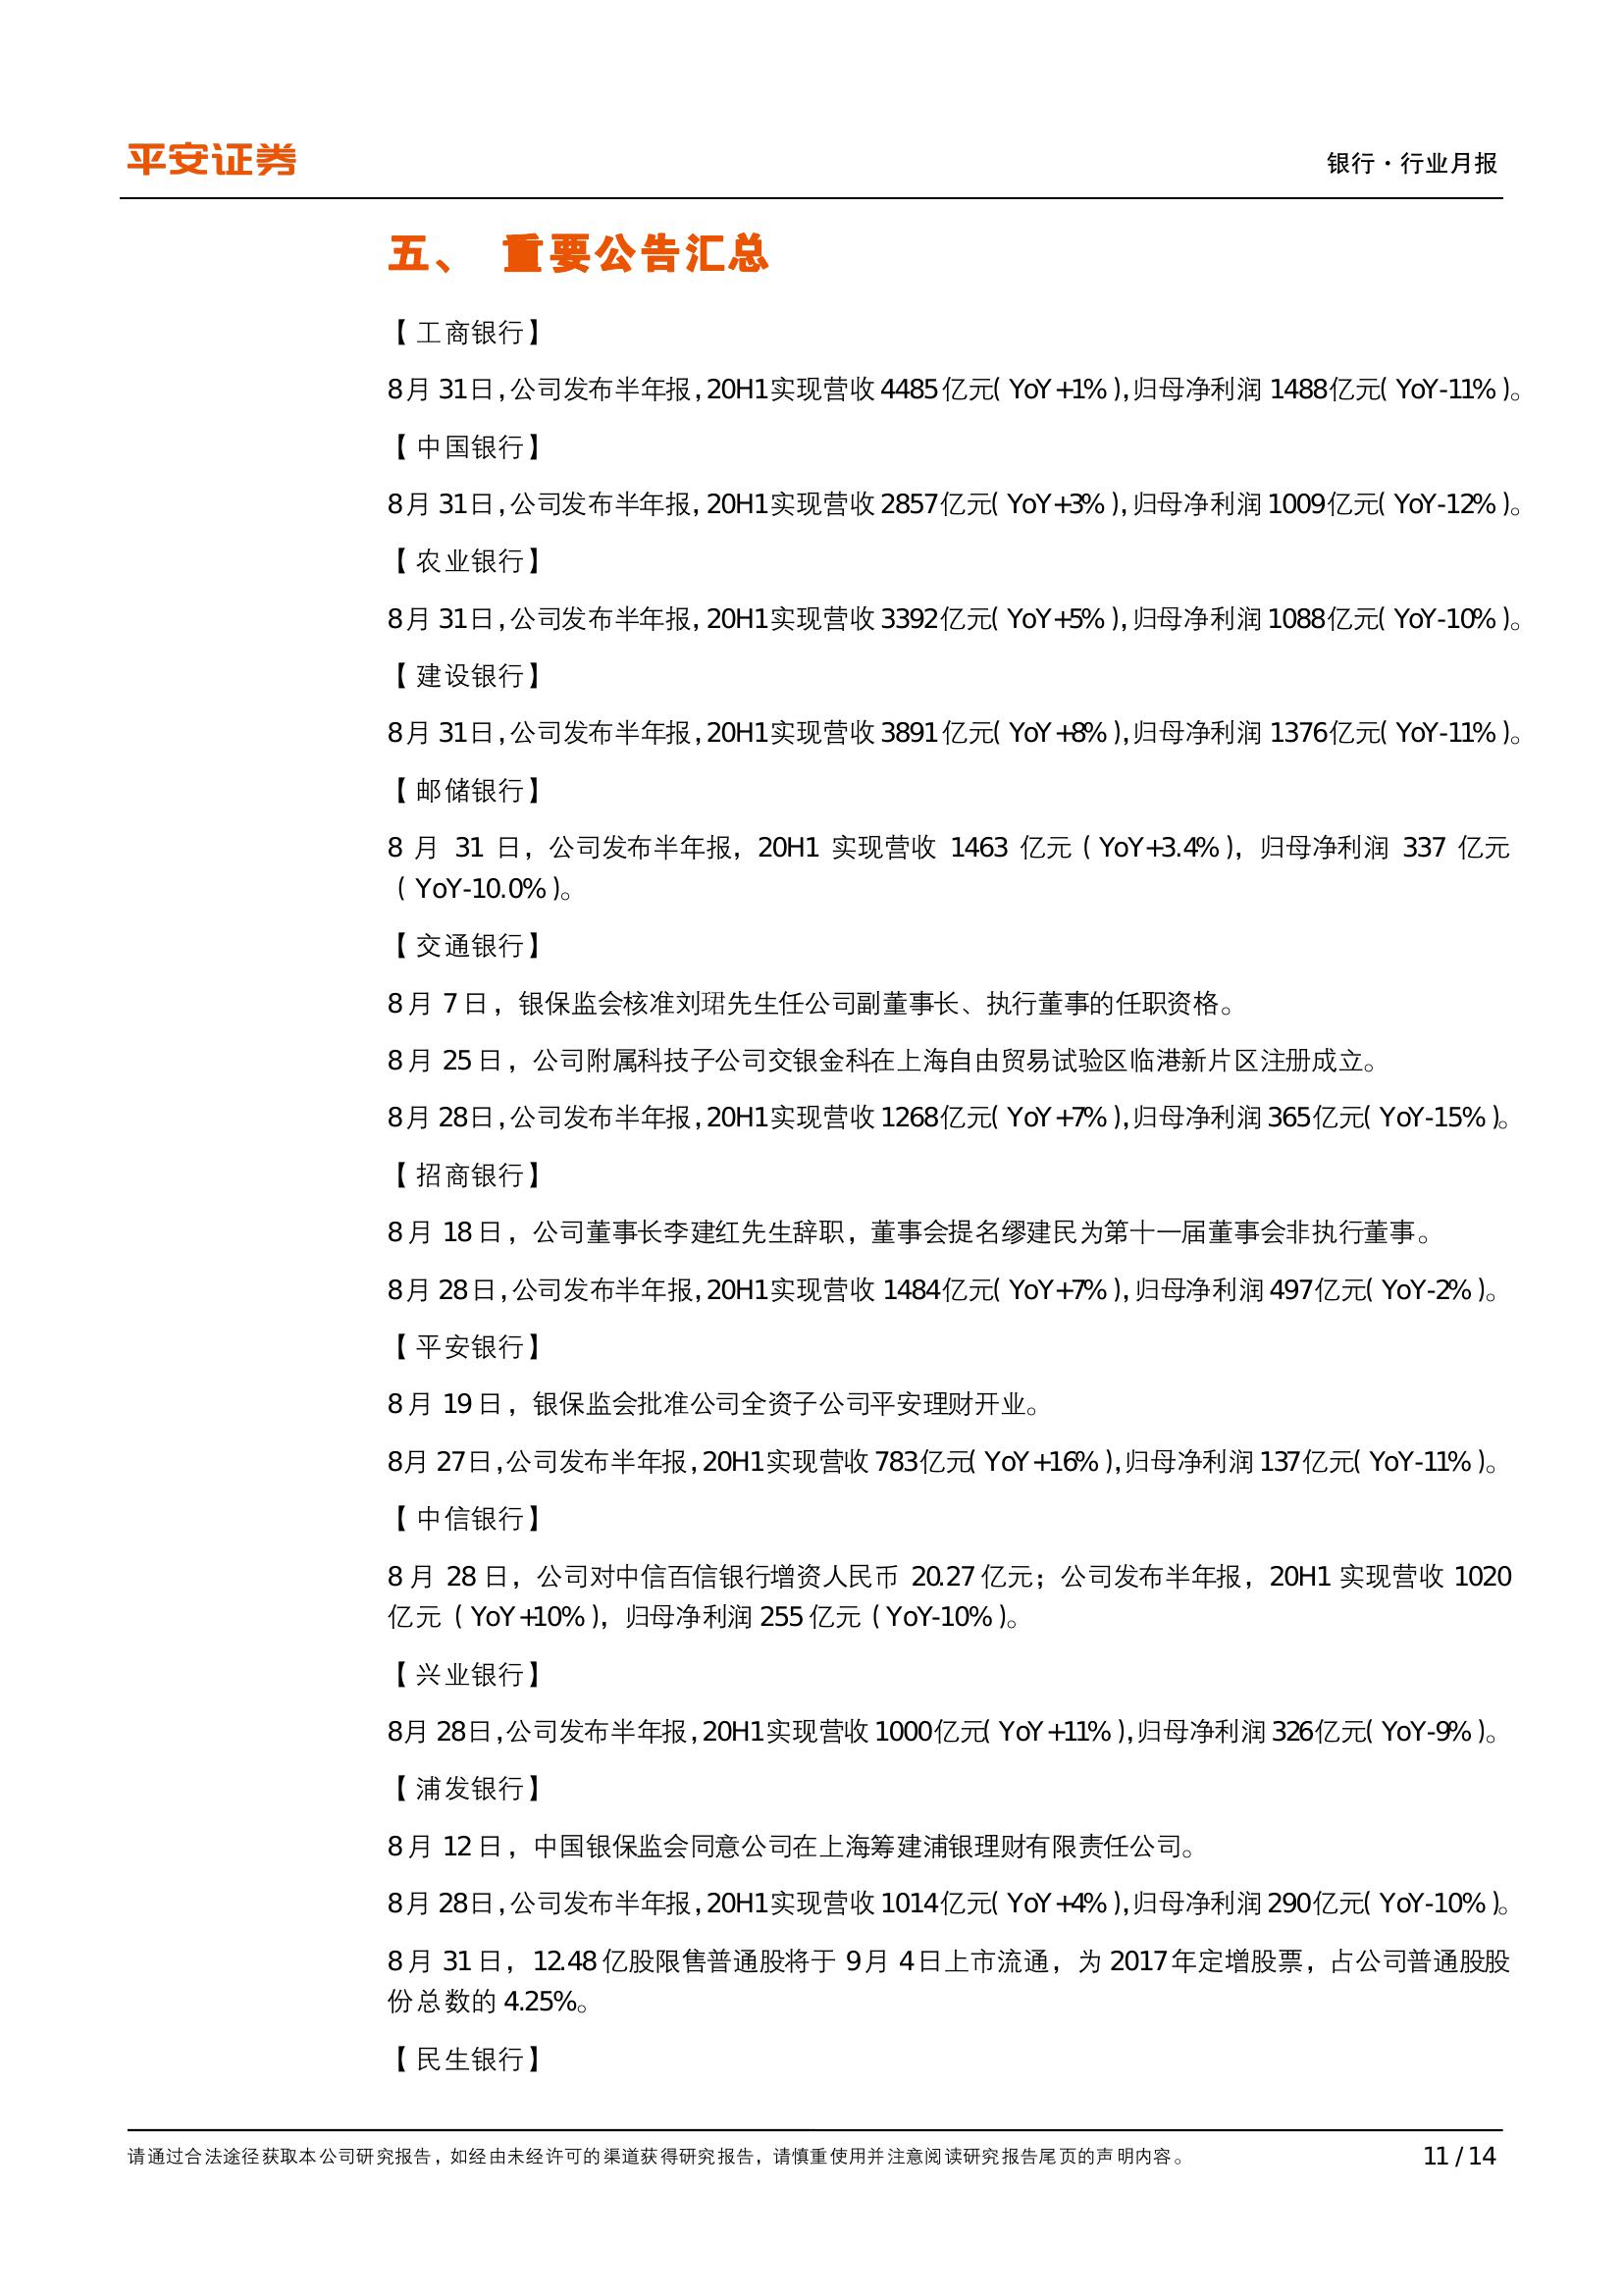 平安证券
银行·行业月报
五、 重要公告汇总
【工商银行】
8月31日,公司发布半年报,20H1实现营收4485亿元(YoY+1%),归母净利润1488亿元(YoY-11%)。
【中国银行】
8月31日,公司发布半年报,20H1实现营收2857亿元(YoY+3%),归母净利润1009亿元(YoY-12%)。
【农业银行】
8月31日,公司发布半年报,20H1实现营收3392亿元(YoY+5%),归母净利润1088亿元(YoY-10%)。
【建设银行】
8月31日,公司发布半年报,20H1实现营收3891亿元(YoY+8%),归母净利润1376亿元(YoY-11%)。
【邮储银行】
8 月 31 日，公司发布半年报，20H1 实现营收 1463 亿元（YoY+3.4%），归母净利润 337 亿元
（YoY-10.0%）。
【交通银行】
8月 7日，银保监会核准刘珺先生任公司副董事长、执行董事的任职资格。
8月 25日，公司附属科技子公司交银金科在上海自由贸易试验区临港新片区注册成立。
8月28日,公司发布半年报,20H1实现营收1268亿元(YoY+7%),归母净利润365亿元(YoY-15%)。
【招商银行】
8月 18日，公司董事长李建红先生辞职，董事会提名缪建民为第十一届董事会非执行董事。
8月28日,公司发布半年报,20H1实现营收1484亿元(YoY+7%),归母净利润497亿元(YoY-2%)。
【平安银行】
8月 19日，银保监会批准公司全资子公司平安理财开业。
8月27日,公司发布半年报,20H1实现营收783亿元(YoY+16%),归母净利润137亿元(YoY-11%)。
【中信银行】
8月 28日，公司对中信百信银行增资人民币 20.27亿元；公司发布半年报，20H1 实现营收 1020
亿元（YoY+10%），归母净利润 255亿元（YoY-10%）。
【兴业银行】
8月28日,公司发布半年报,20H1实现营收1000亿元(YoY+11%),归母净利润326亿元(YoY-9%)。
【浦发银行】
8月 12日，中国银保监会同意公司在上海筹建浦银理财有限责任公司。
8月28日,公司发布半年报,20H1实现营收1014亿元(YoY+4%),归母净利润290亿元(YoY-10%)。
8月 31日，12.48亿股限售普通股将于 9月 4日上市流通，为 2017年定增股票，占公司普通股股
份总数的 4.25%。
【民生银行】
请通过合法途径获取本公司研究报告，如经由未经许可的渠道获得研究报告，请慎重使用并注意阅读研究报告尾页的声明内容。
11 / 14